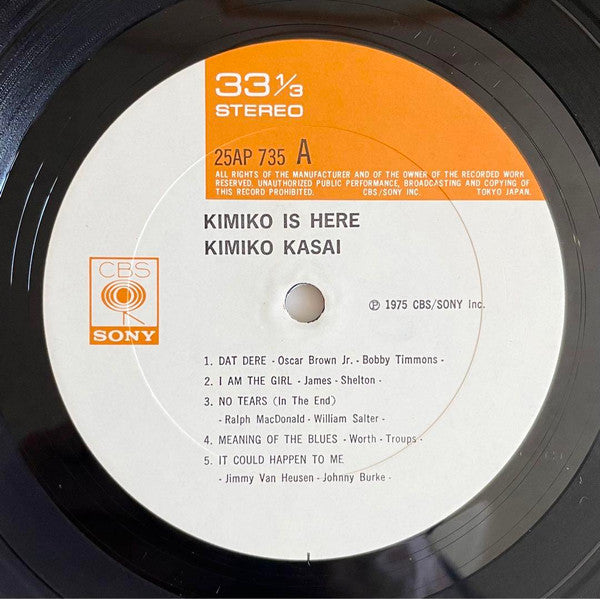 33 1/3
STEREO
25AP 735 A
ALL RIGHTS OF THE MANUFACTURER AND OF THE OWNER OF THE RECORDED WORK
RESERVED. UNAUTHORIZED PUBLIC PERFORMANCE, BROADCASTING AND COPYING OF
THIS RECORD PROHIBITED. CBS/SONY INC. TOKYO JAPAN.
KIMIKO IS HERE
KIMIKO KASAI
CBS
SONY
℗ 1975 CBS/SONY Inc.
1. DAT DERE - Oscar Brown Jr. - Bobby Timmons -
2. I AM THE GIRL - James - Shelton -
3. NO TEARS (In The End)
- Ralph MacDonald - William Salter -
4. MEANING OF THE BLUES - Worth - Troups -
5. IT COULD HAPPEN TO ME
- Jimmy Van Heusen - Johnny Burke -